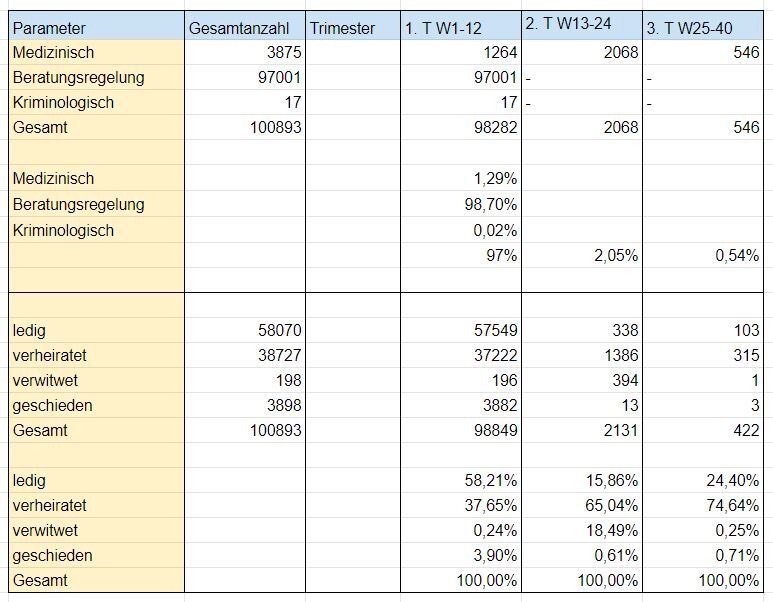 Parameter Gesamtanzahl Trimester 1. T W1-12 2. T W13-24 3. T W25-40
Medizinisch 3875 1264 2068 546
Beratungsregelung 97001 97001 - -
Kriminologisch 17 17 - -
Gesamt 100893 98282 2068 546
Medizinisch 1,29%
Beratungsregelung 98,70%
Kriminologisch 0,02%
97% 2,05% 0,54%
ledig 58070 57549 338 103
verheiratet 38727 37222 1386 315
verwitwet 198 196 394 1
geschieden 3898 3882 13 3
Gesamt 100893 98849 2131 422
ledig 58,21% 15,86% 24,40%
verheiratet 37,65% 65,04% 74,64%
verwitwet 0,24% 18,49% 0,25%
geschieden 3,90% 0,61% 0,71%
Gesamt 100,00% 100,00% 100,00%